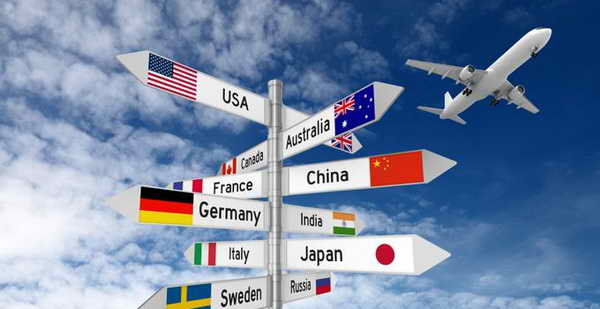 USA
Australia
Canada
France
China
Germany
India
Italy
Japan
Sweden
Russia